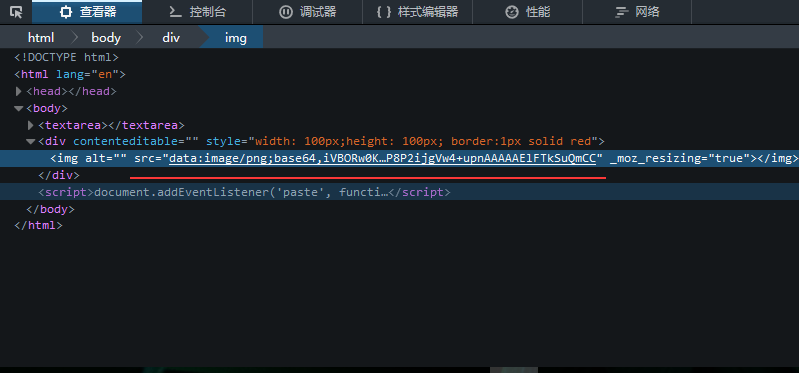 查看器 控制台 调试器 { } 样式编辑器 性能 网络
html body div img
<!DOCTYPE html>
<html lang="en">
<head></head>
<body>
<textarea></textarea>
<div contenteditable="" style="width: 100px;height: 100px; border:1px solid red">
<img alt="" src="data:image/png;base64,iVBORw0K…P8P2ijgVw4+upnAAAAAElFTkSuQmCC" _moz_resizing="true"></img>
</div>
<script>document.addEventListener('paste', functi…</script>
</body>
</html>